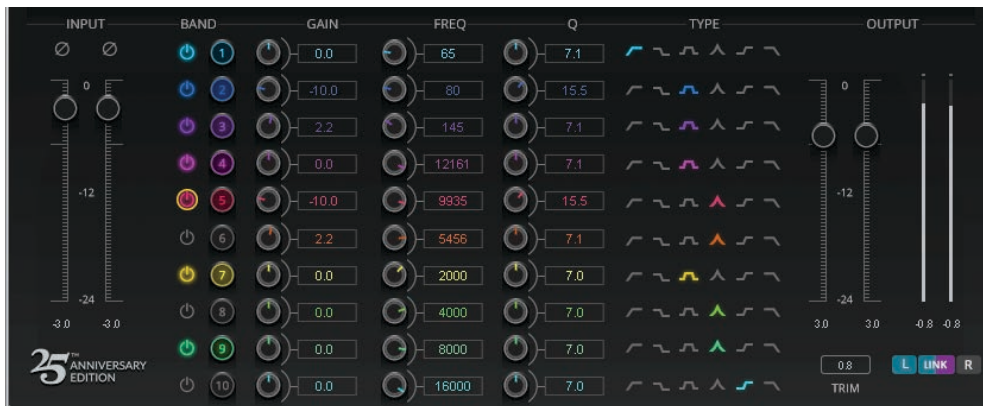 INPUT BAND GAIN FREQ Q TYPE OUTPUT
1 0.0 65 7.1
0 2 -10.0 80 15.5 0
3 2.2 145 7.1
4 0.0 12161 7.1
-12 5 -10.0 9935 15.5 -12
6 2.2 5456 7.1
7 0.0 2000 7.0
-24 8 0.0 4000 7.0 -24
-3.0 -3.0 3.0 3.0 -0.8 -0.8
25TH ANNIVERSARY EDITION
9 0.0 8000 7.0
0.8 L LINK R
10 0.0 16000 7.0 TRIM